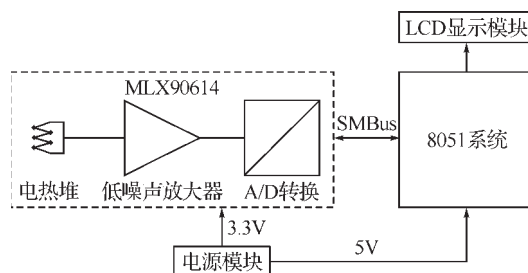 LCD显示模块
MLX90614
SMBus
8051系统
电热堆
低噪声放大器
A/D转换
3.3V
电源模块
5V